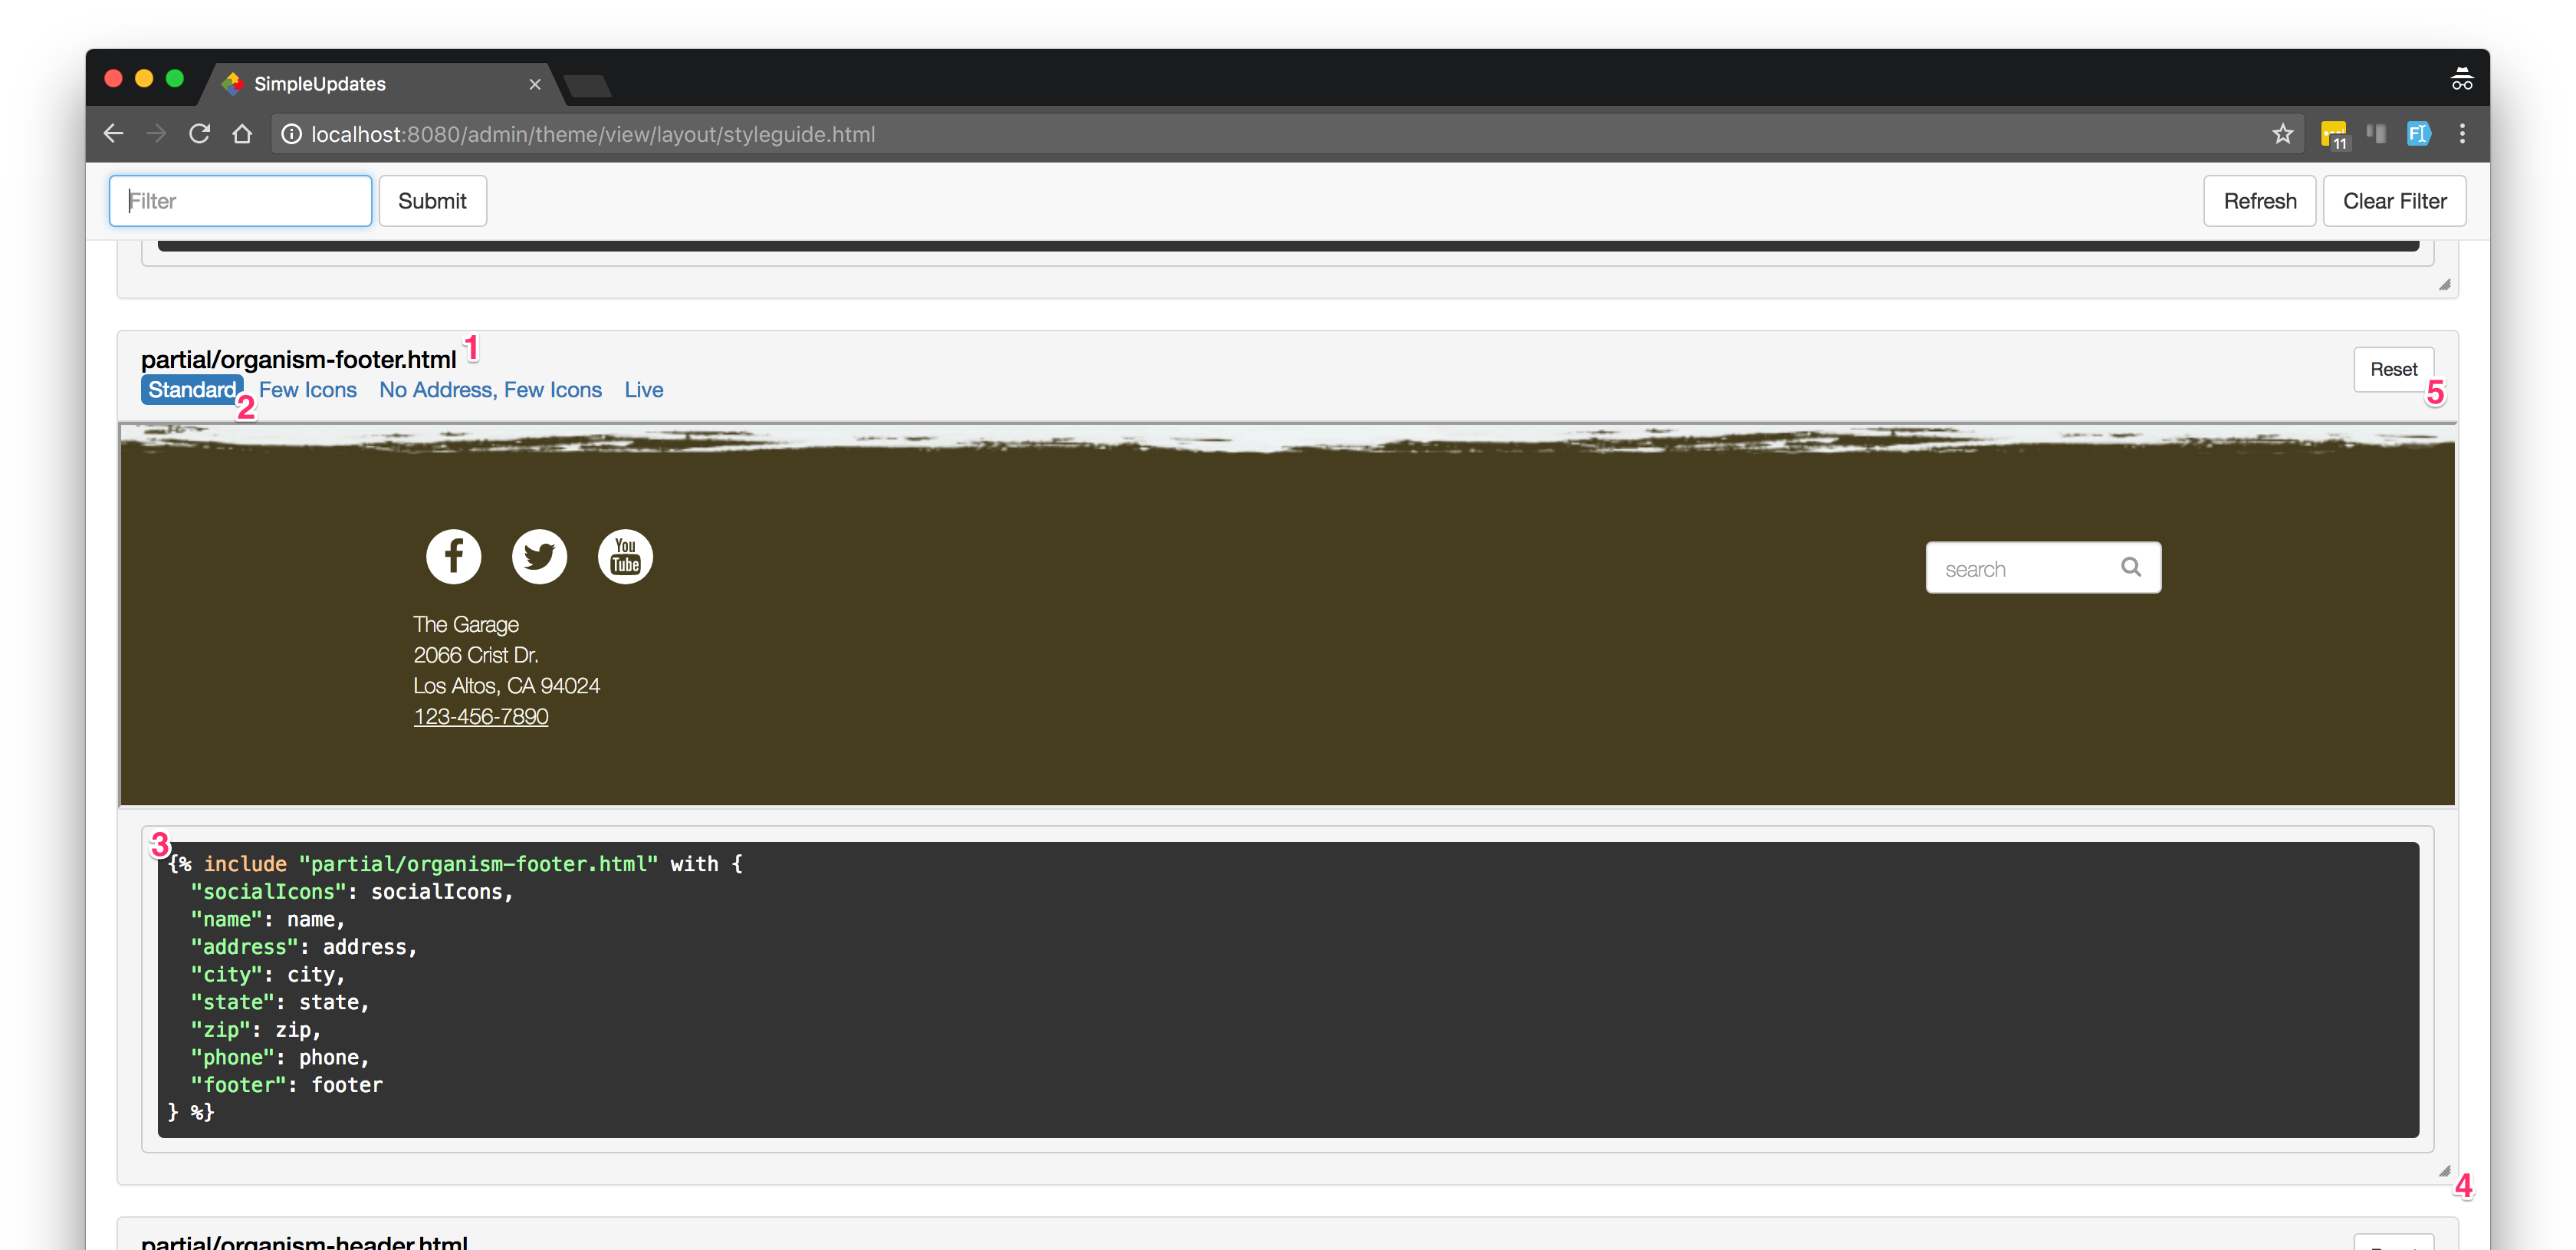 SimpleUpdates
localhost:8080/admin/theme/view/layout/styleguide.html
11
FI
Filter
Submit
Refresh
Clear Filter
partial/organism-footer.html
1
Standard
Few Icons
No Address, Few Icons
Live
2
Reset
5
f
You
Tube
search
The Garage
2066 Crist Dr.
Los Altos, CA 94024
123-456-7890
3
{% include "partial/organism-footer.html" with {
"socialIcons": socialIcons,
"name": name,
"address": address,
"city": city,
"state": state,
"zip": zip,
"phone": phone,
"footer": footer
} %}
4
partial/organism-header.html